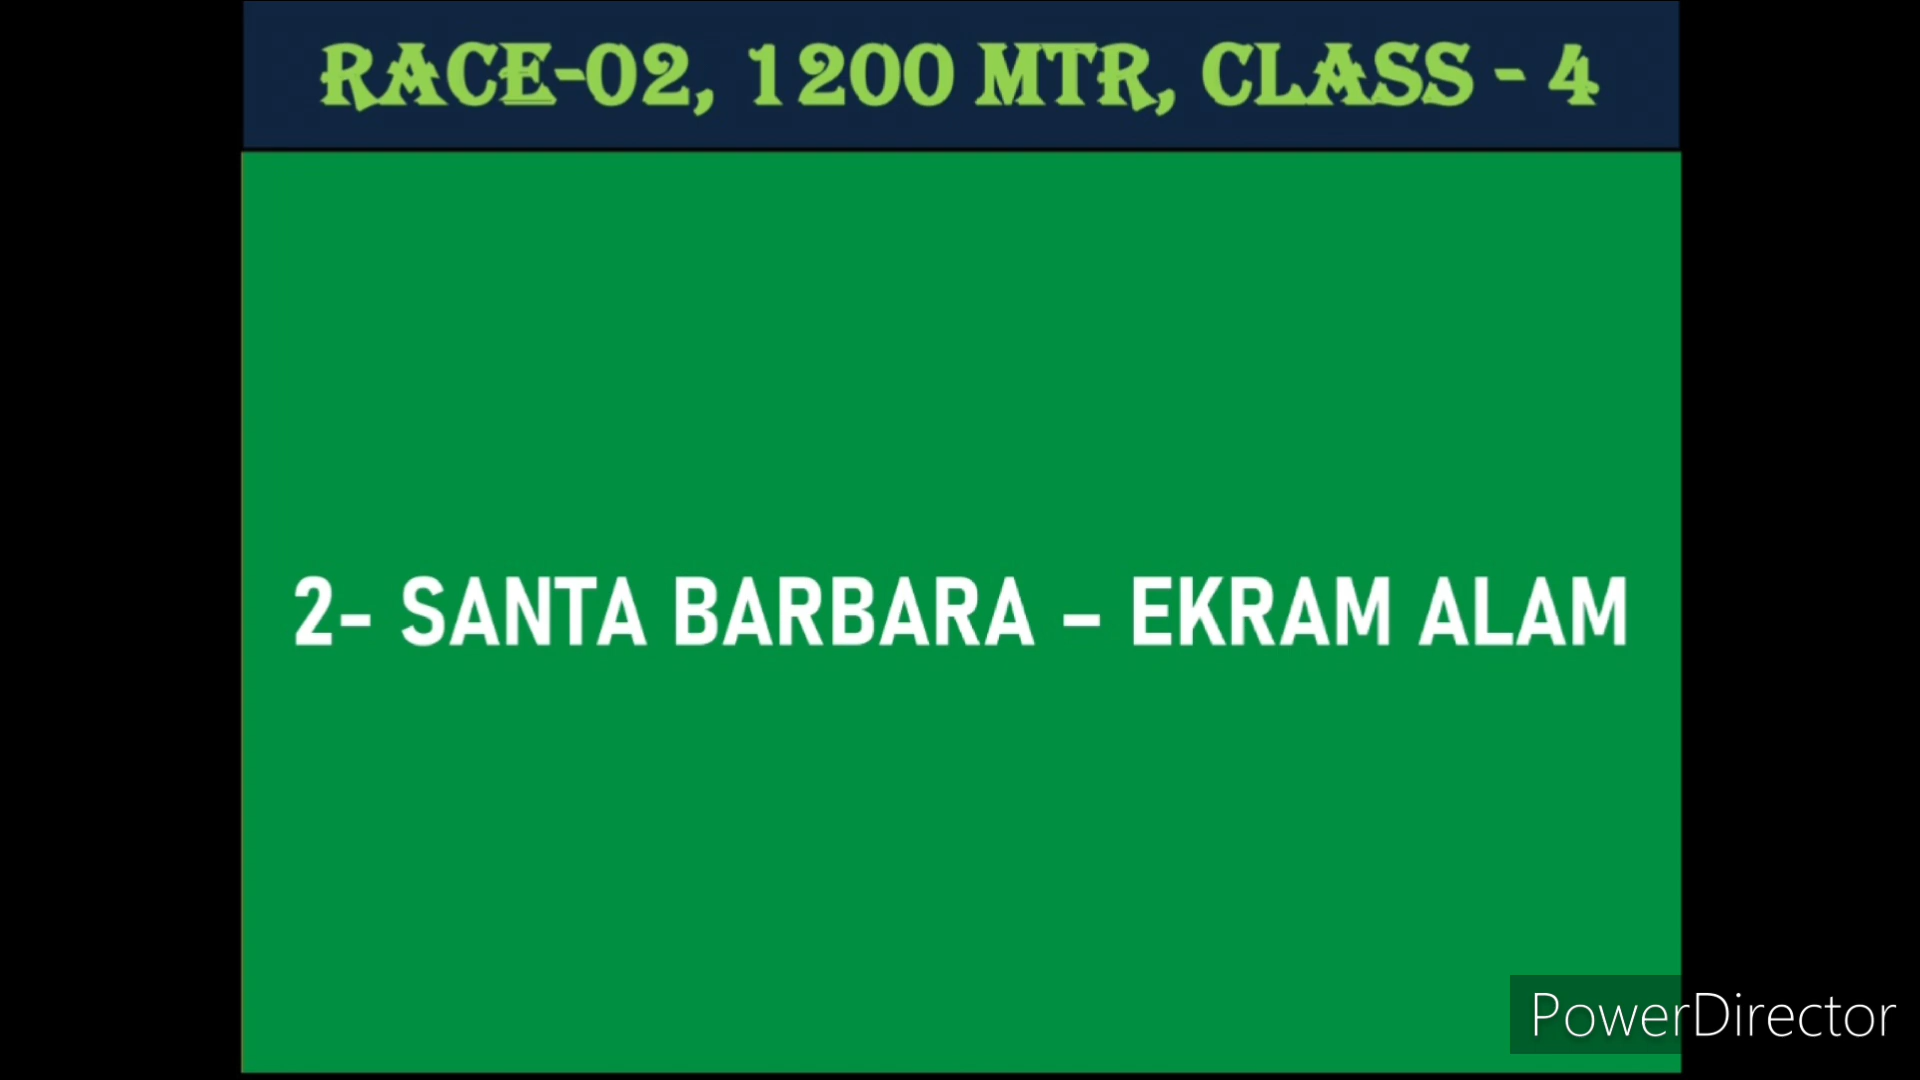 RACE-02, 1200 MTR, CLASS - 4
2- SANTA BARBARA – EKRAM ALAM
PowerDirector